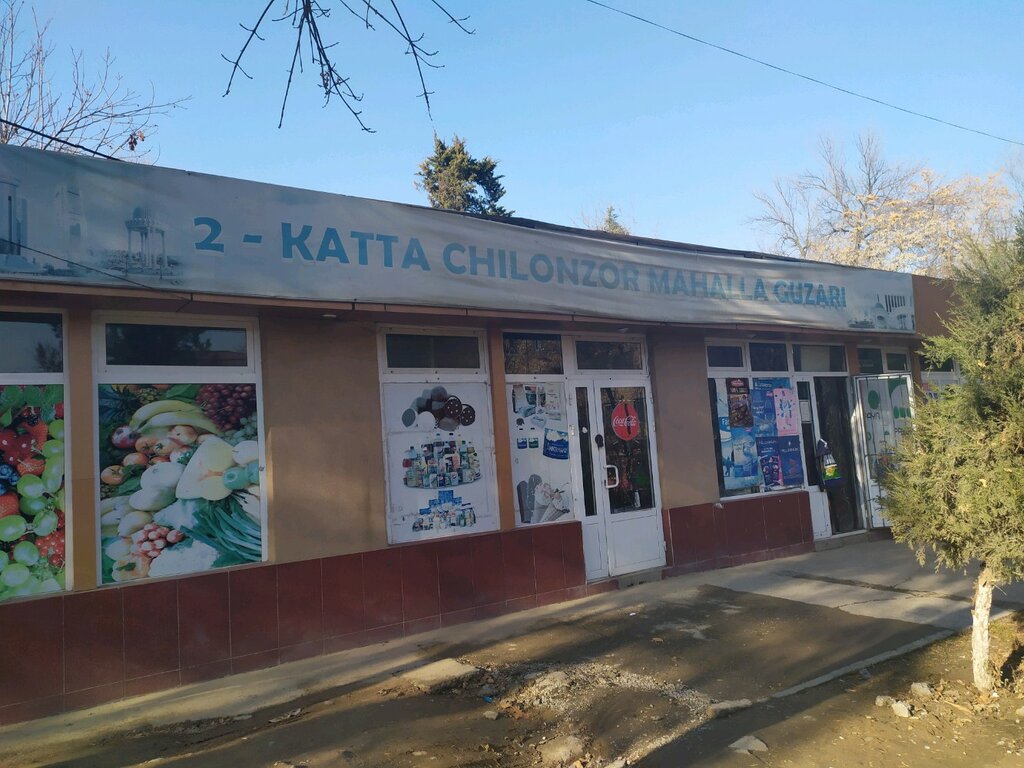 2 - KATTA CHILONZOR MAHALLA GUZARI
Coca-Cola